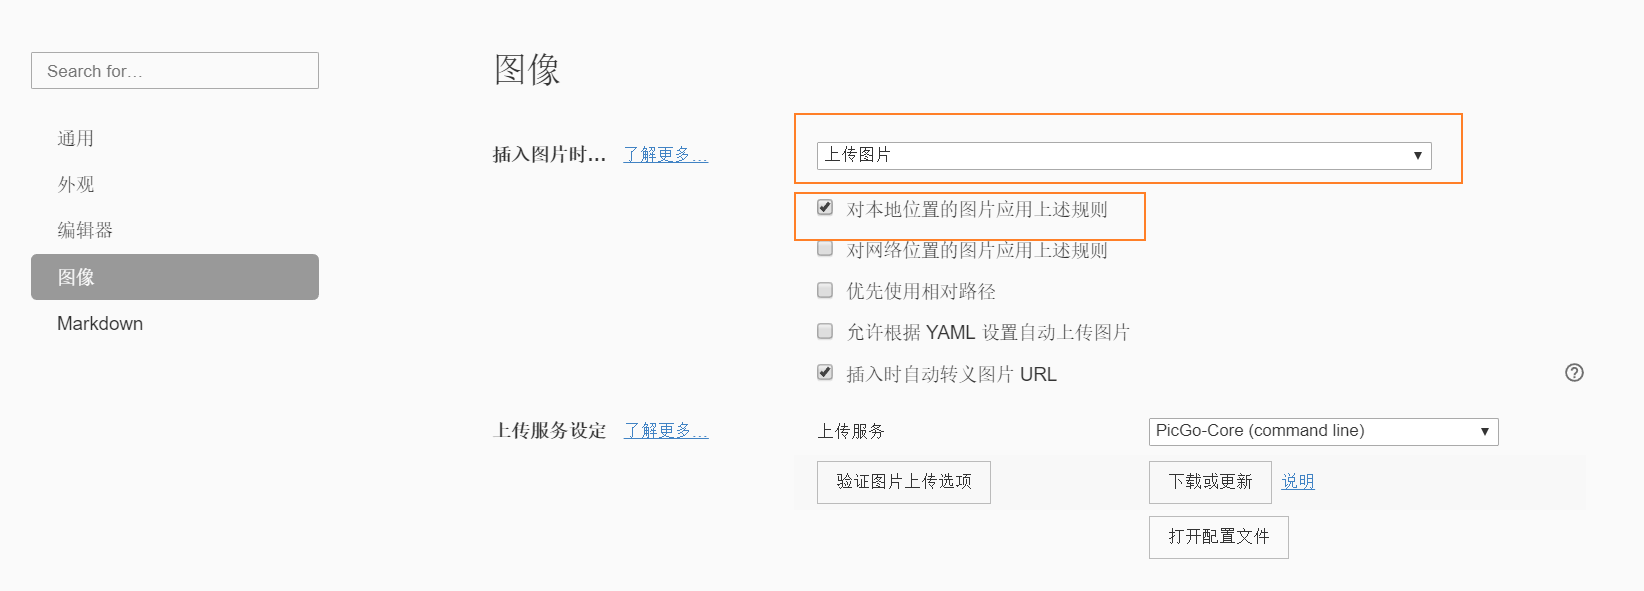 Search for…
通用
外观
编辑器
图像
Markdown
图像
插入图片时... 了解更多...
上传图片
对本地位置的图片应用上述规则
对网络位置的图片应用上述规则
优先使用相对路径
允许根据 YAML 设置自动上传图片
插入时自动转义图片 URL
上传服务设定 了解更多...
上传服务 PicGo-Core (command line)
验证图片上传选项 下载或更新 说明
打开配置文件